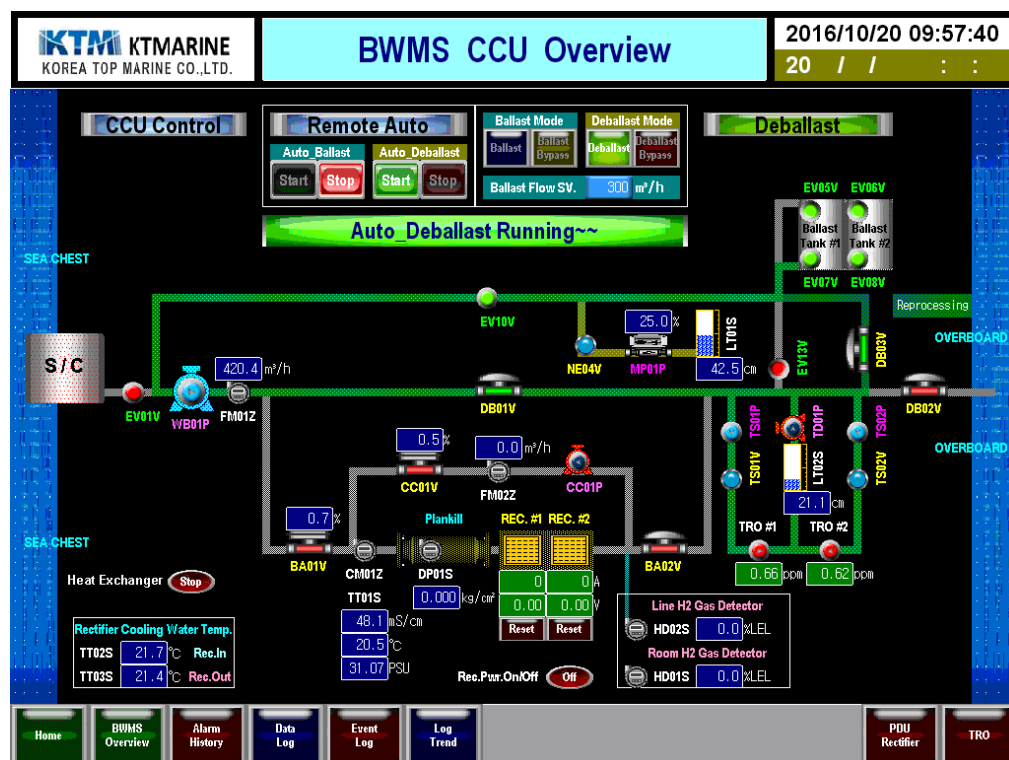 KTM KTMARINE
KOREA TOP MARINE CO.,LTD.
BWMS CCU Overview
2016/10/20 09:57:40
20 / / : :
CCU Control
Remote Auto
Auto_Ballast
Auto_Deballast
Start
Stop
Start
Stop
Ballast Mode
Deballast Mode
Ballast
Ballast Bypass
Deballast
Deballast Bypass
Ballast Flow SV. 300 m³/h
Deballast
Auto_Deballast Running~~
EV05V EV06V
Ballast Tank #1
Ballast Tank #2
EV07V EV08V
SEA CHEST
Reprocessing
EV10V
25.0 %
LT01S
NE04V
MP01P
42.5 cm
EV13V
DB03V
OVERBOARD
S/C
420.4 m³/h
EV01V
WB01P
FM01Z
DB01V
DB02V
TS01P
TD01P
TS02P
OVERBOARD
0.5 %
0.0 m³/h
CC01V
FM02Z
CC01P
TS01V
LT02S
TS02V
21.1 cm
0.7 %
Plankill
REC. #1 REC. #2
TRO #1
TRO #2
SEA CHEST
BA01V
CM01Z
DP01S
BA02V
0.66 ppm
0.62 ppm
Heat Exchanger Stop
TT01S
0.000 kg/cm²
0 0 A
0.00 0.00 V
Reset Reset
48.1 mS/cm
20.5 °C
31.07 PSU
Line H2 Gas Detector
HD02S 0.0 %LEL
Room H2 Gas Detector
HD01S 0.0 %LEL
Rectifier Cooling Water Temp.
TT02S 21.7 °C Rec.In
TT03S 21.4 °C Rec.Out
Rec.Pwr.On/Off Off
Home
BWMS Overview
Alarm History
Data Log
Event Log
Log Trend
PDU Rectifier
TRO